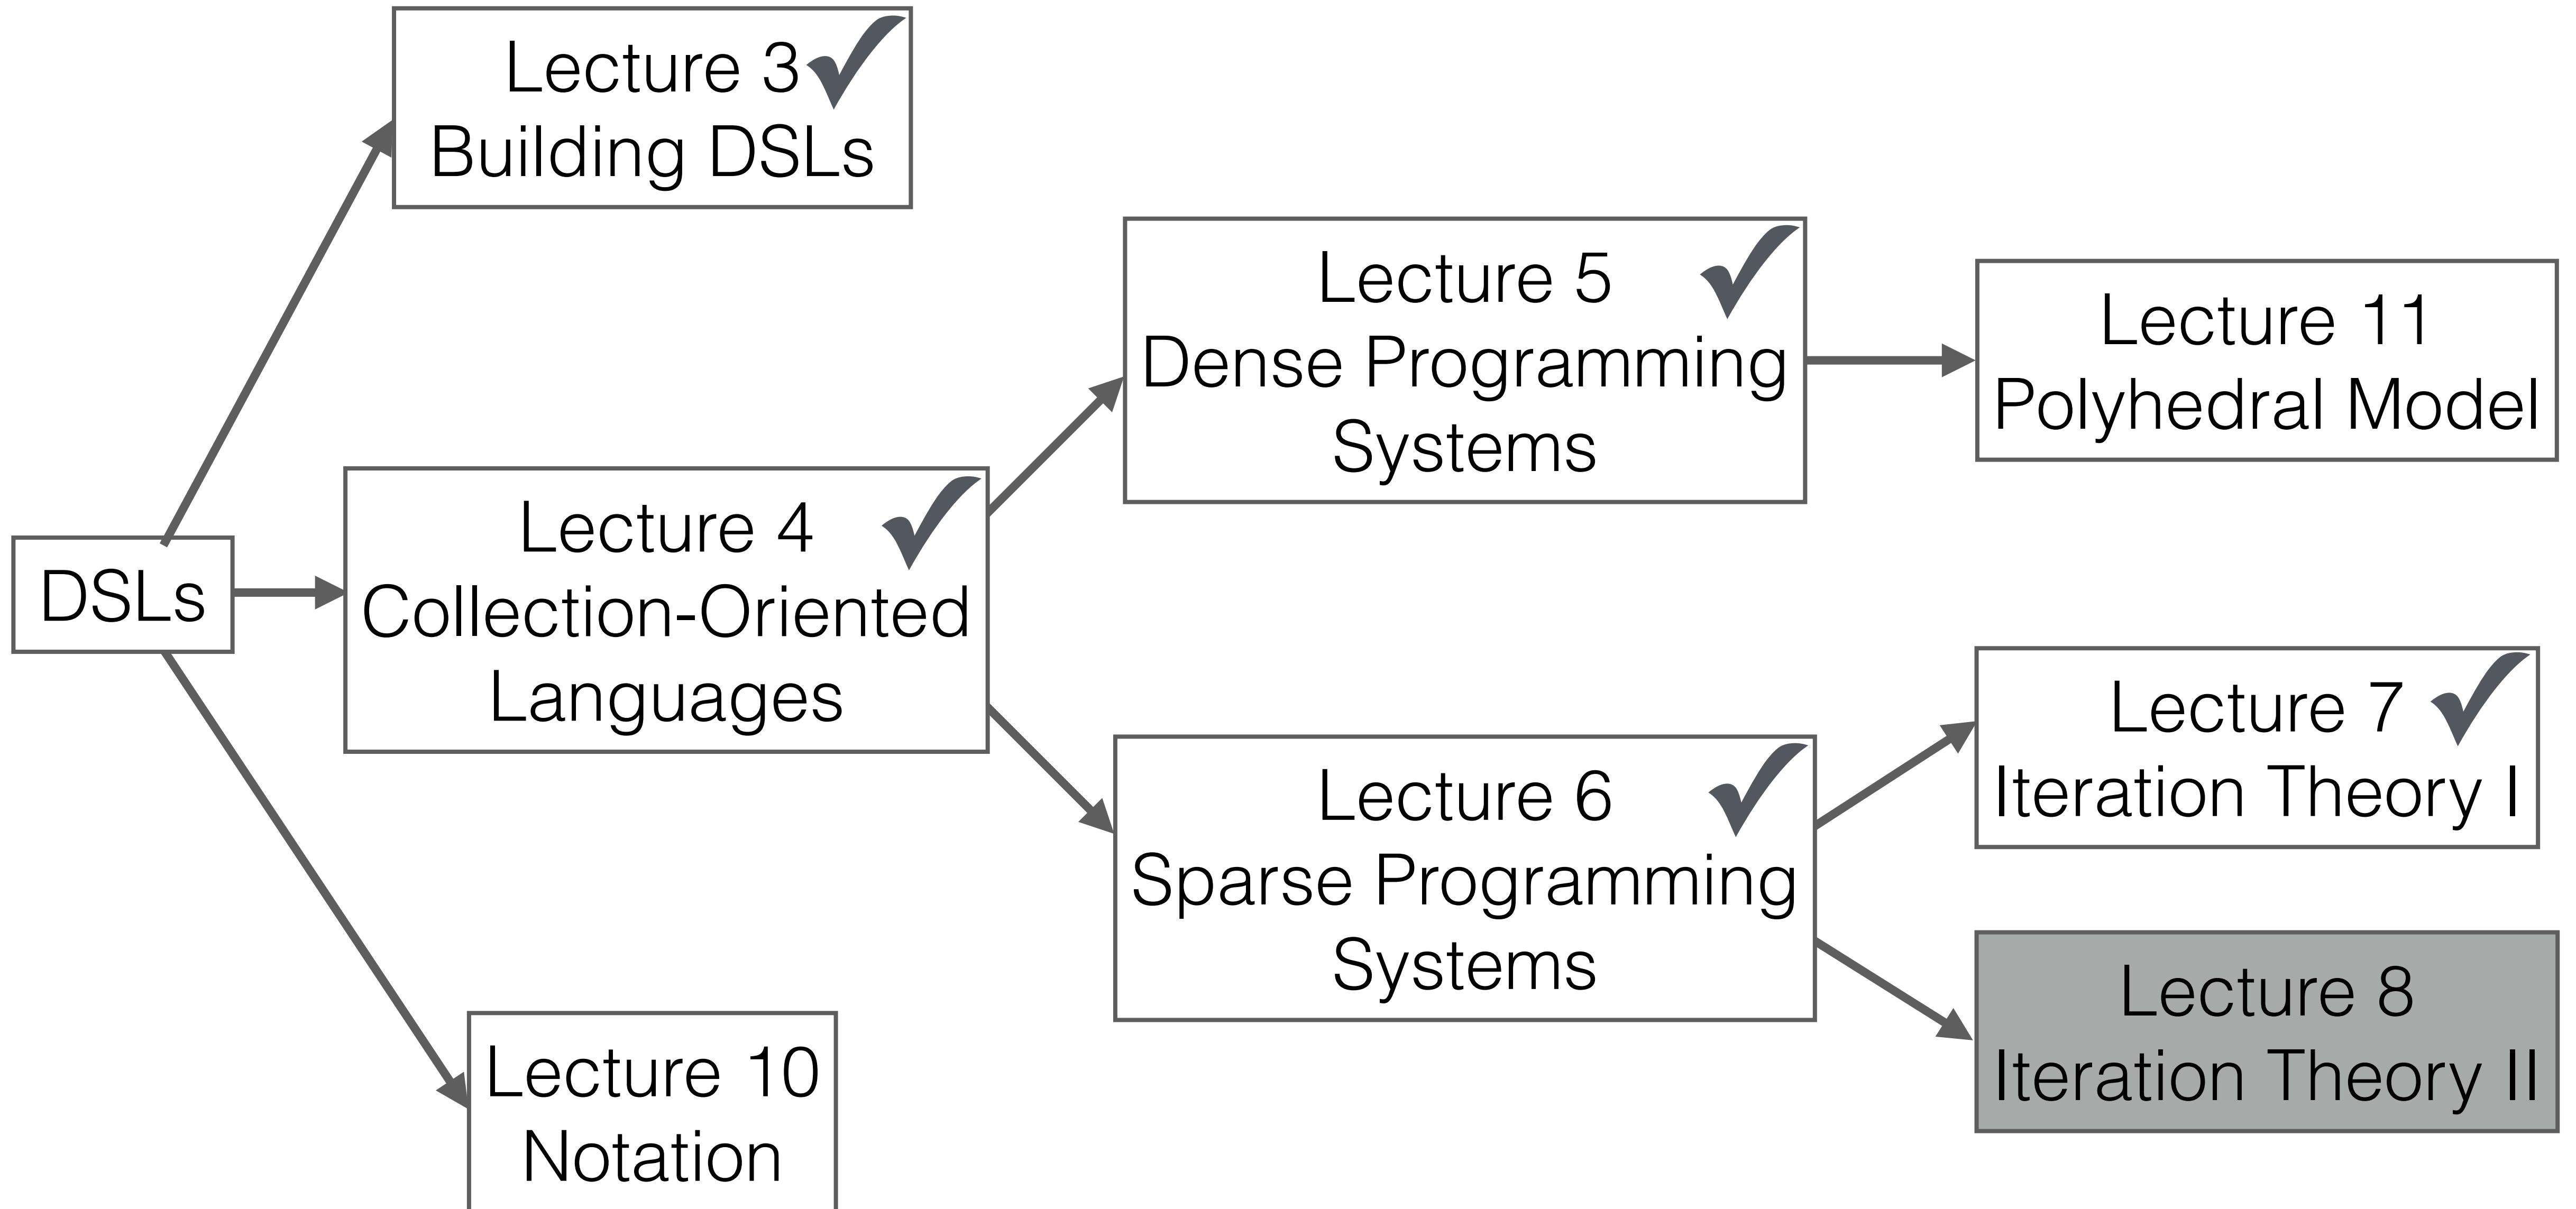 Lecture 3
Building DSLs
Lecture 5
Dense Programming
Systems
Lecture 11
Polyhedral Model
DSLs
Lecture 4
Collection-Oriented
Languages
Lecture 6
Sparse Programming
Systems
Lecture 7
Iteration Theory I
Lecture 8
Iteration Theory II
Lecture 10
Notation